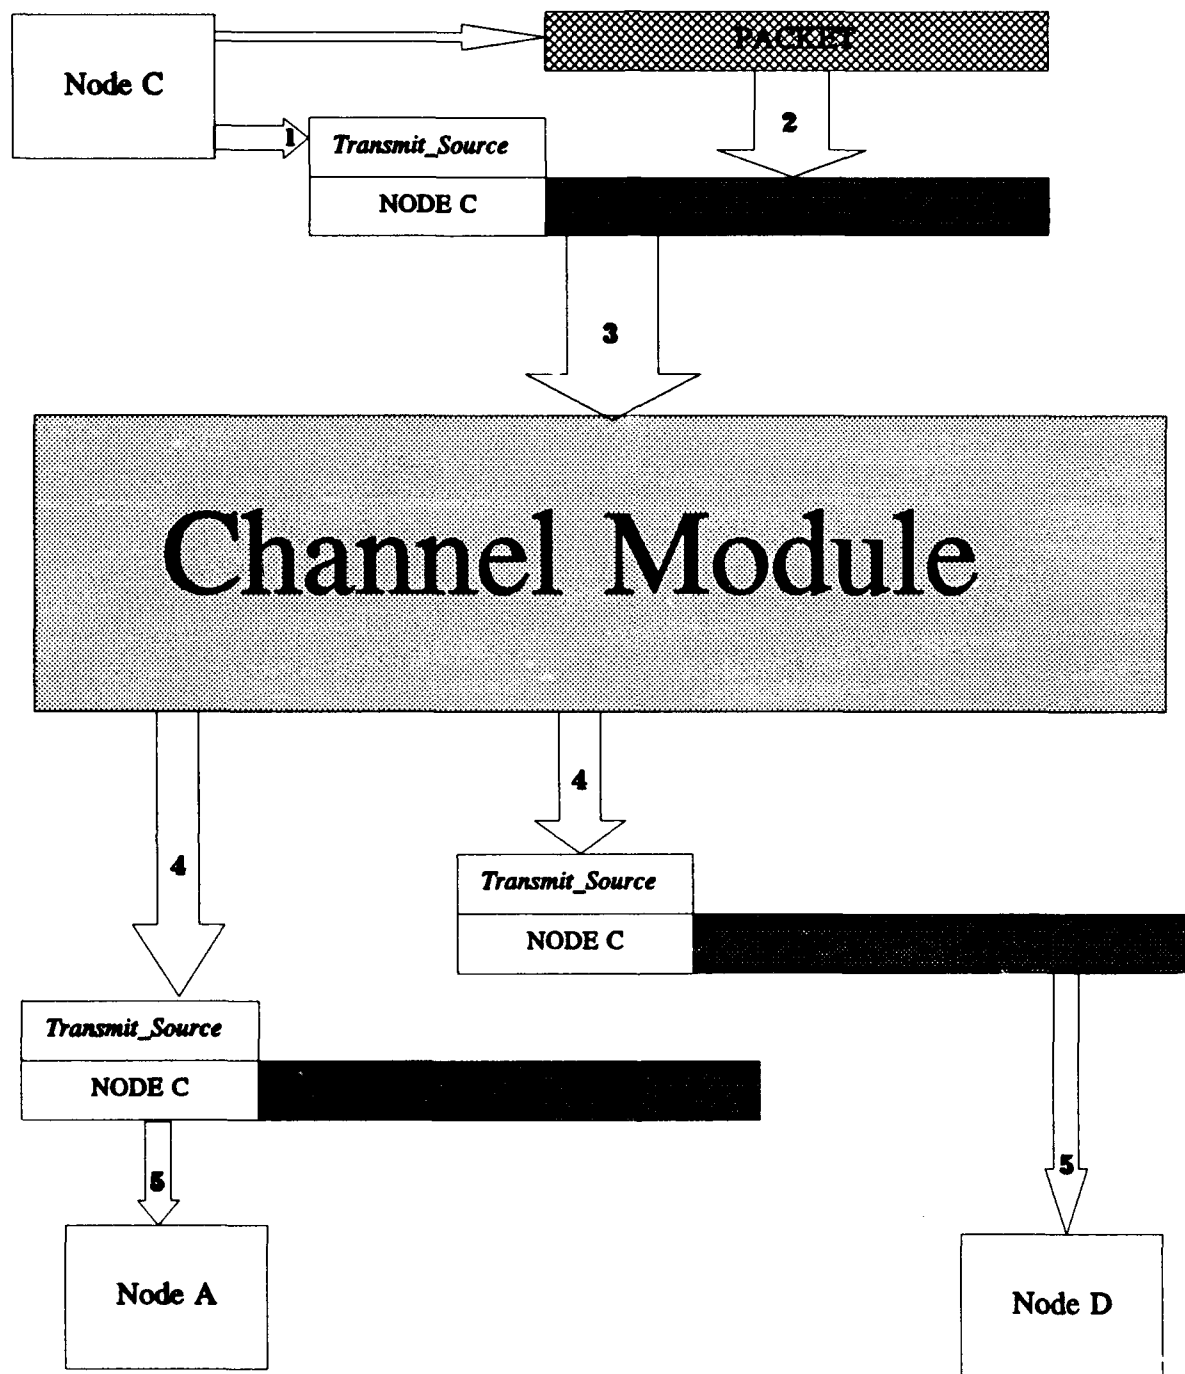 PACKET
Node C
1
2
Transmit_Source
NODE C
3
Channel Module
4
4
Transmit_Source
NODE C
Transmit_Source
NODE C
5
5
Node A
Node D